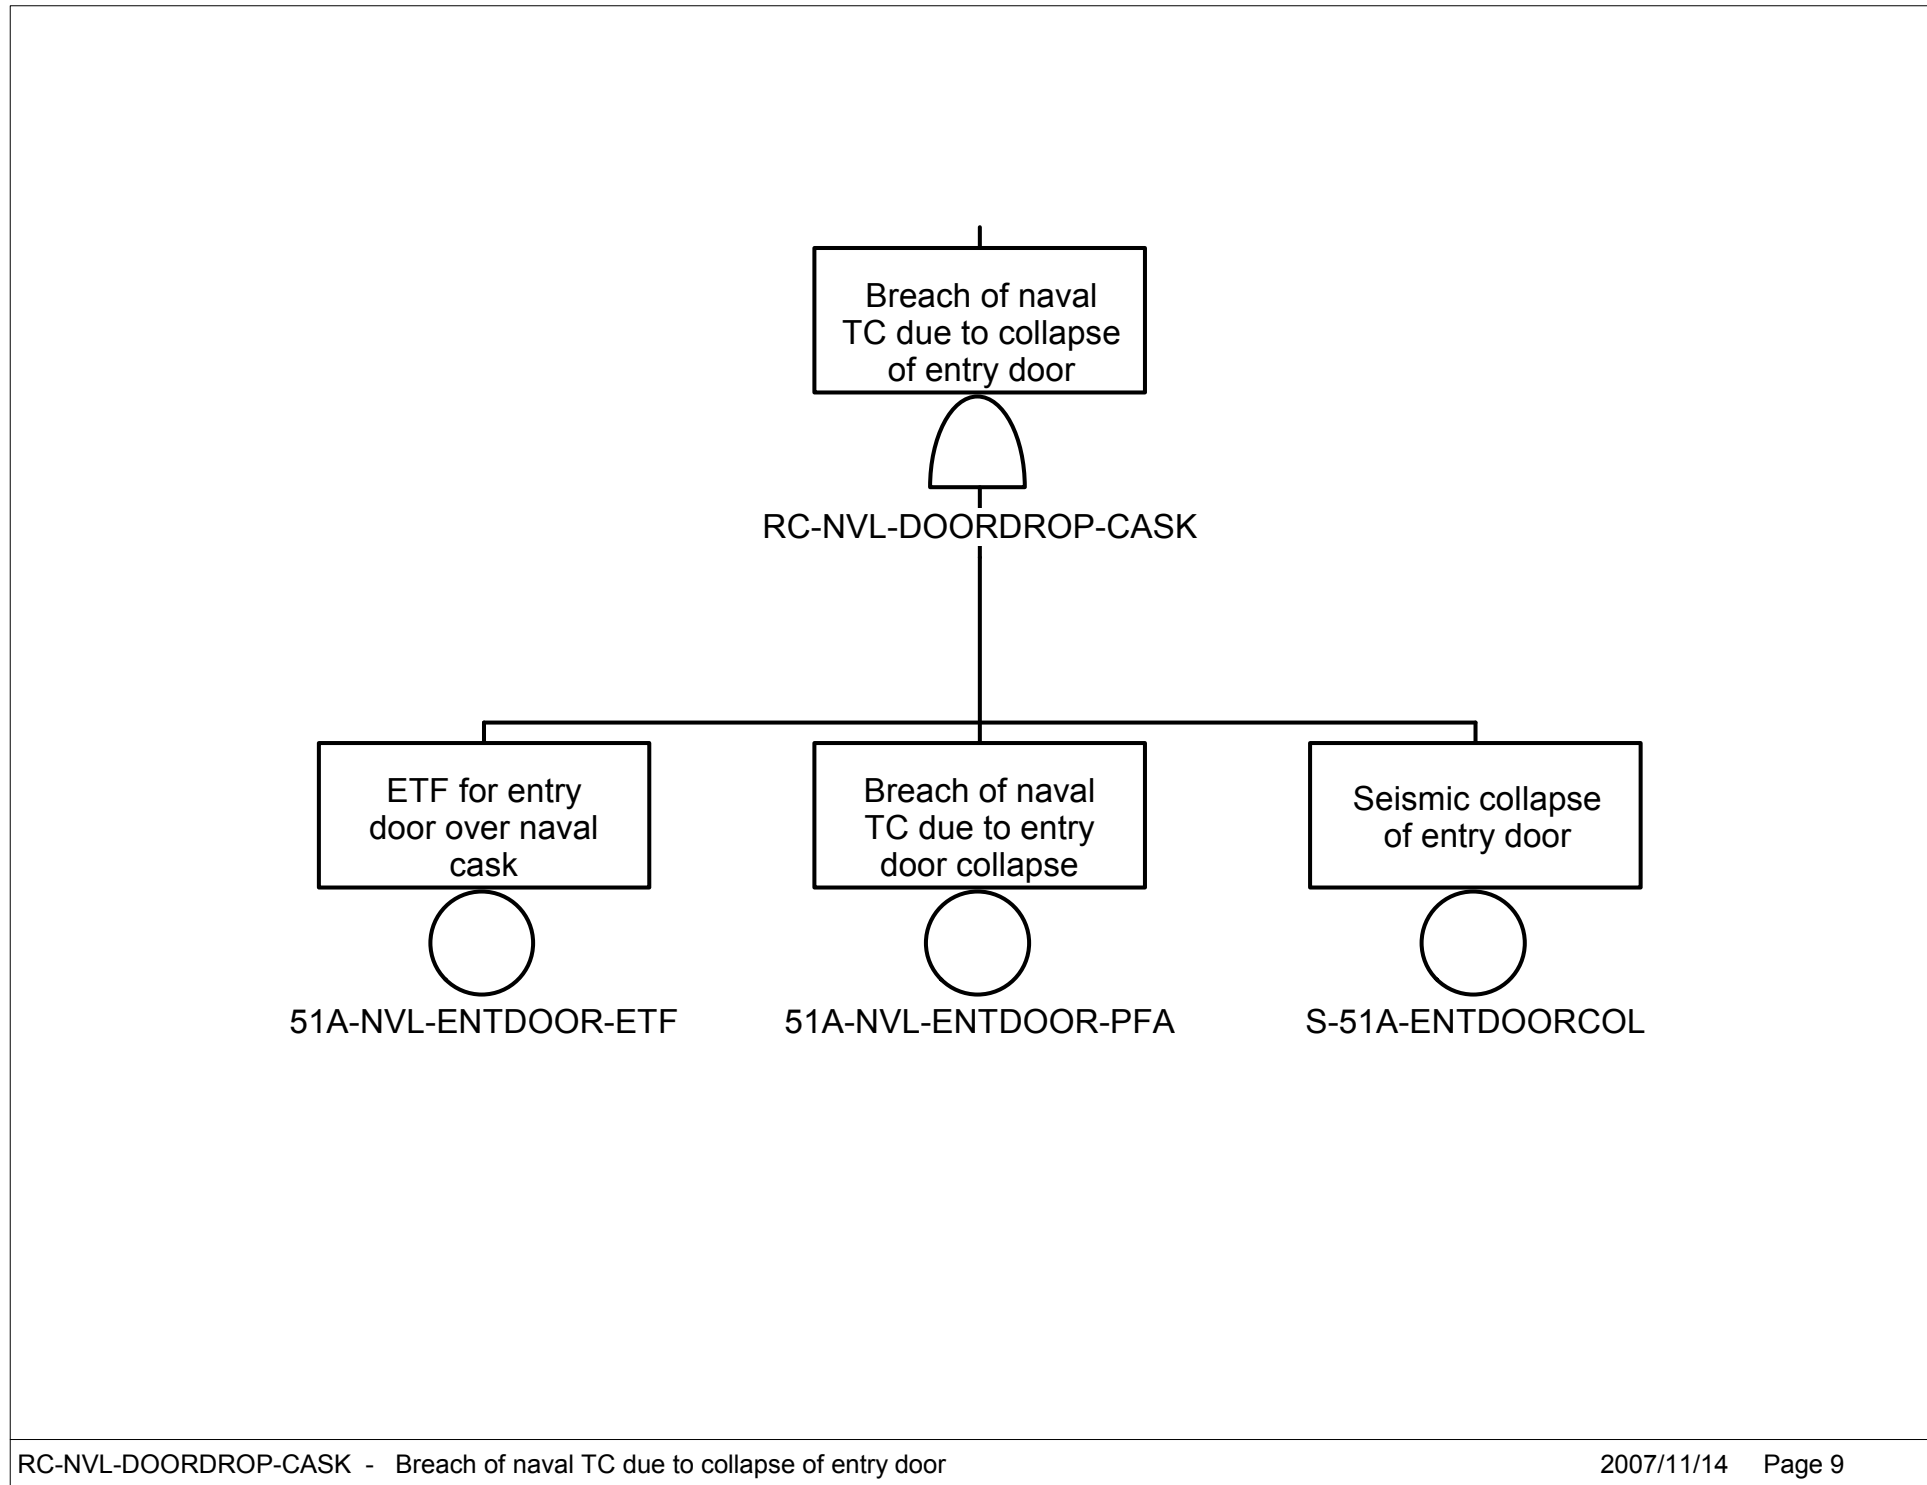 Breach of naval
TC due to collapse
of entry door
RC-NVL-DOORDROP-CASK
ETF for entry
door over naval
cask
51A-NVL-ENTDOOR-ETF
Breach of naval
TC due to entry
door collapse
51A-NVL-ENTDOOR-PFA
Seismic collapse
of entry door
S-51A-ENTDOORCOL
RC-NVL-DOORDROP-CASK - Breach of naval TC due to collapse of entry door
2007/11/14 Page 9